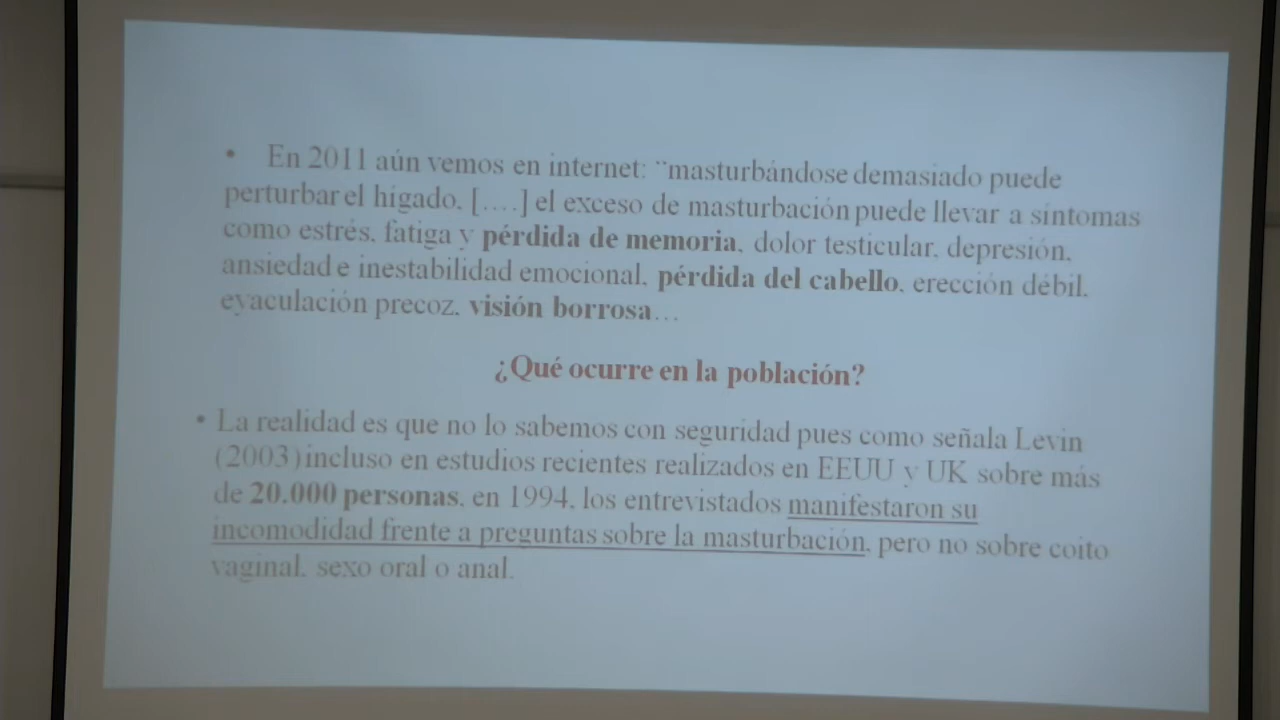 • En 2011 aún vemos en internet: ¨masturbándose demasiado puede
perturbar el hígado. [….] el exceso de masturbación puede llevar a síntomas
como estrés, fatiga y pérdida de memoria, dolor testicular, depresión,
ansiedad e inestabilidad emocional, pérdida del cabello, erección débil,
eyaculación precoz, visión borrosa…
¿Qué ocurre en la población?
• La realidad es que no lo sabemos con seguridad pues como señala Levin
(2003) incluso en estudios recientes realizados en EEUU y UK sobre más
de 20.000 personas, en 1994, los entrevistados manifestaron su
incomodidad frente a preguntas sobre la masturbación, pero no sobre coito
vaginal, sexo oral o anal.